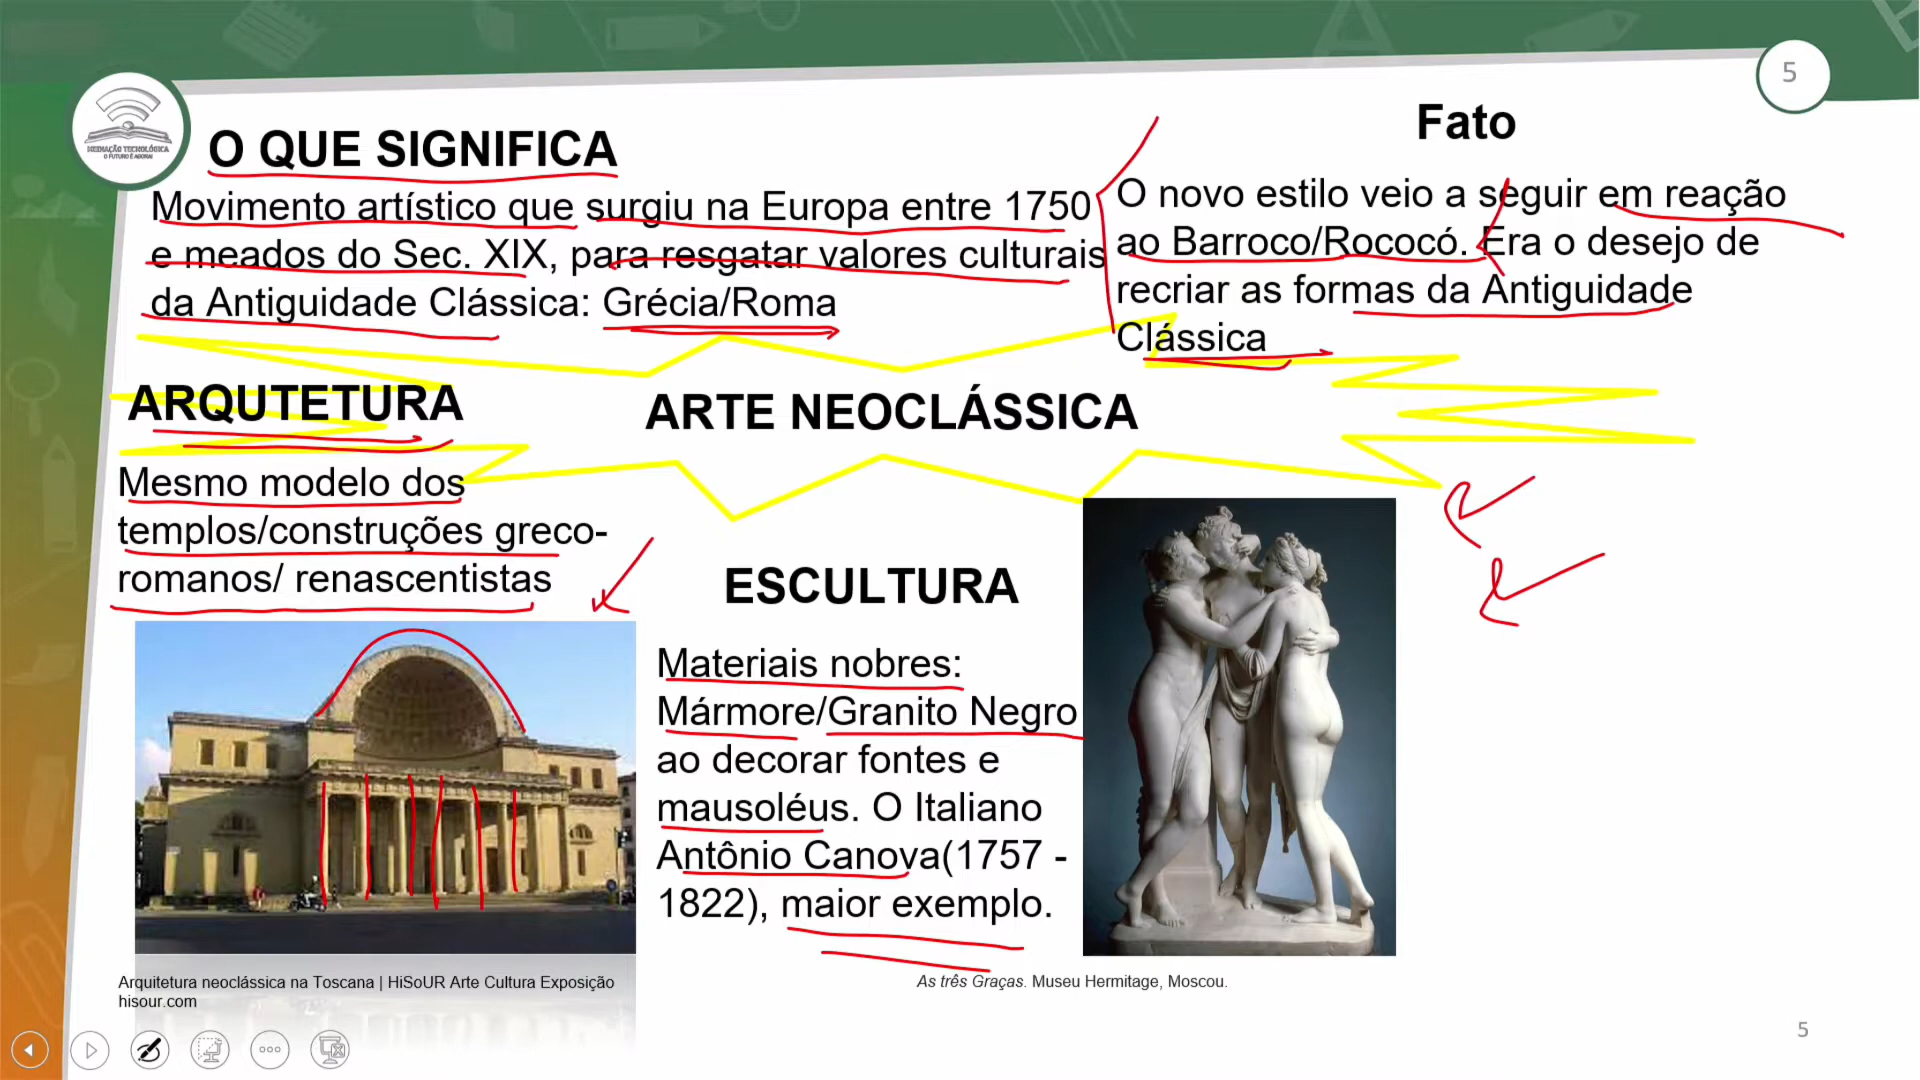 5
MEDIAÇÃO TECNOLÓGICA
O FUTURO É AGORA!
O QUE SIGNIFICA
Movimento artístico que surgiu na Europa entre 1750
e meados do Sec. XIX, para resgatar valores culturais
da Antiguidade Clássica: Grécia/Roma
Fato
O novo estilo veio a seguir em reação
ao Barroco/Rococó. Era o desejo de
recriar as formas da Antiguidade
Clássica
ARQUTETURA
ARTE NEOCLÁSSICA
Mesmo modelo dos
templos/construções greco-
romanos/ renascentistas
ESCULTURA
Materiais nobres:
Mármore/Granito Negro
ao decorar fontes e
mausoléus. O Italiano
Antônio Canova(1757 -
1822), maior exemplo.
Arquitetura neoclássica na Toscana | HiSoUR Arte Cultura Exposição
hisour.com
As três Graças. Museu Hermitage, Moscou.
5